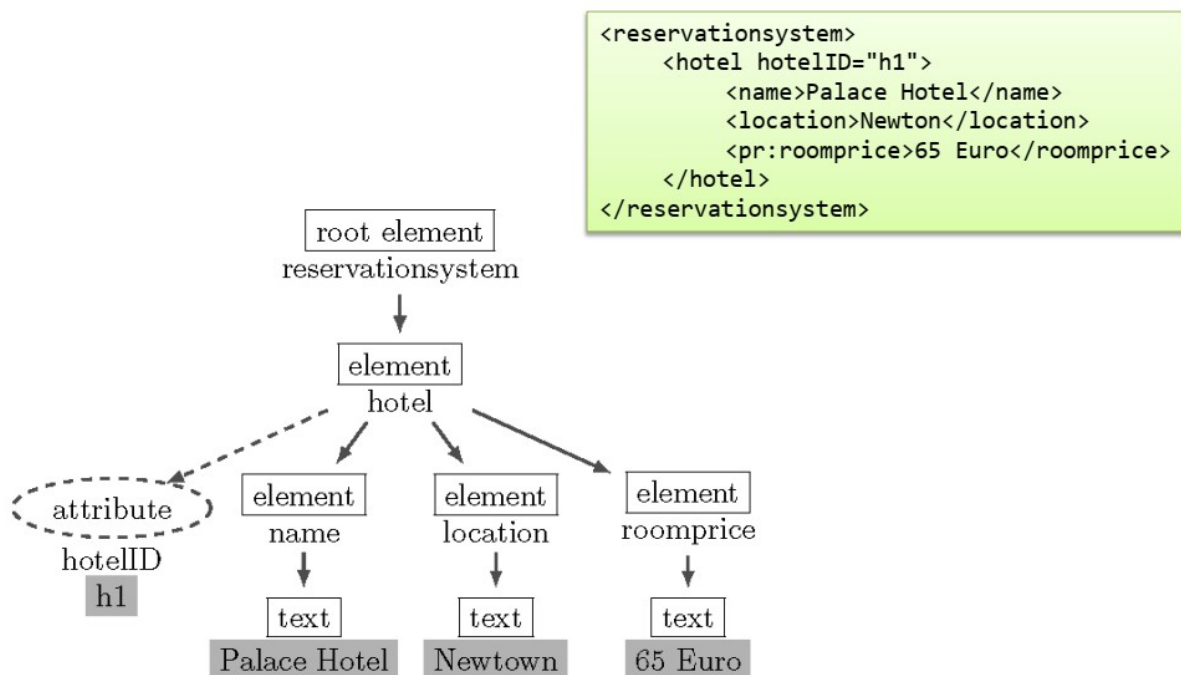 <reservationsystem>
<hotel hotelID="h1">
<name>Palace Hotel</name>
<location>Newton</location>
<pr:roomprice>65 Euro</roomprice>
</hotel>
</reservationsystem>
root element
reservationsystem
element
hotel
attribute
hotelID
h1
element
name
text
Palace Hotel
element
location
text
Newtown
element
roomprice
text
65 Euro